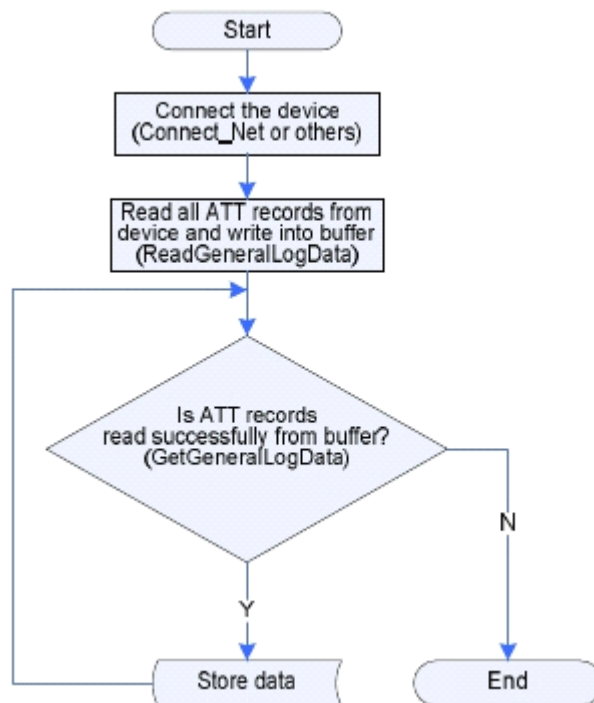 Start
Connect the device
(Connect_Net or others)
Read all ATT records from
device and write into buffer
(ReadGeneralLogData)
Is ATT records
read successfully from buffer?
(GetGeneralLogData)
N
Y
Store data
End